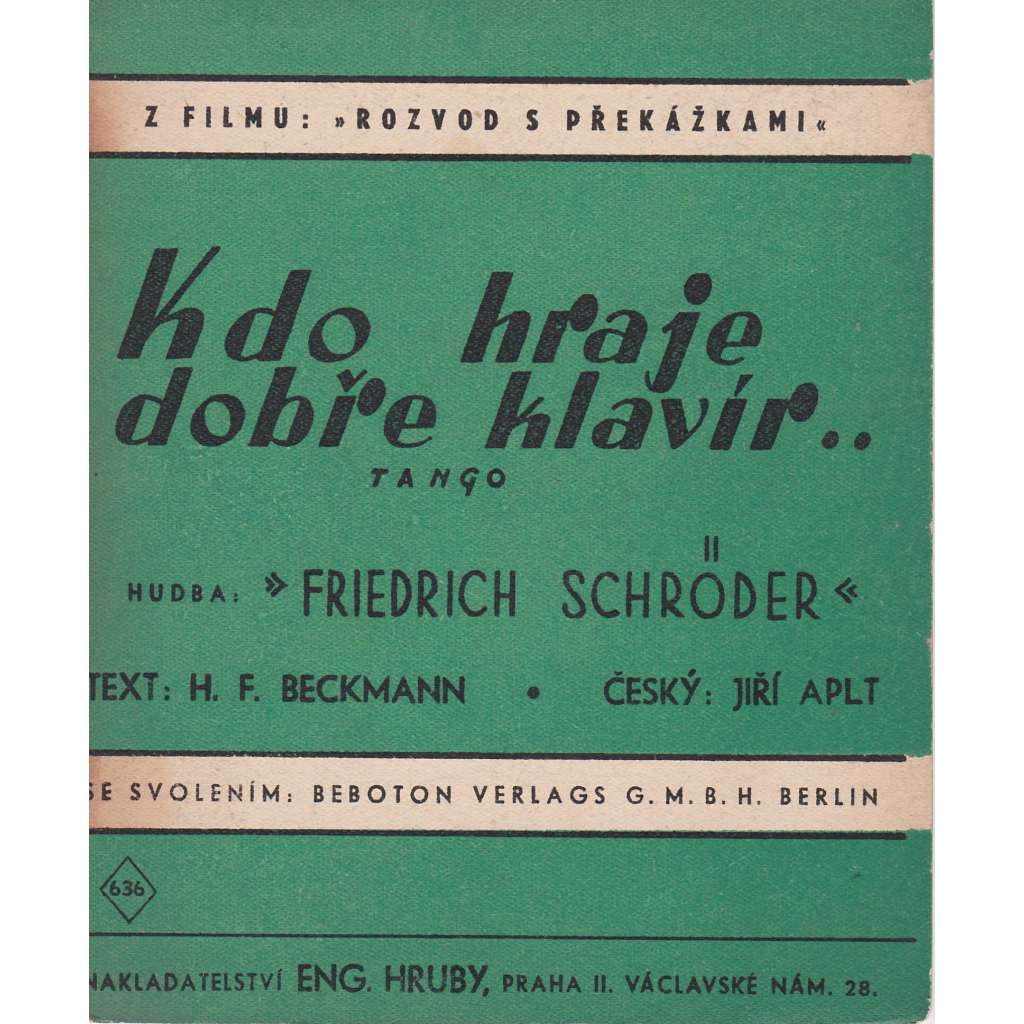 Z FILMU: »ROZVOD S PŘEKÁŽKAMI«
Kdo hraje
dobře klavír..
TANGO
HUDBA: »FRIEDRICH SCHRÖDER«
TEXT: H. F. BECKMANN • ČESKÝ: JIŘÍ APLT
SE SVOLENÍM: BEBOTON VERLAGS G.M.B.H. BERLIN
636
NAKLADATELSTVÍ ENG. HRUBY, PRAHA II. VÁCLAVSKÉ NÁM. 28.